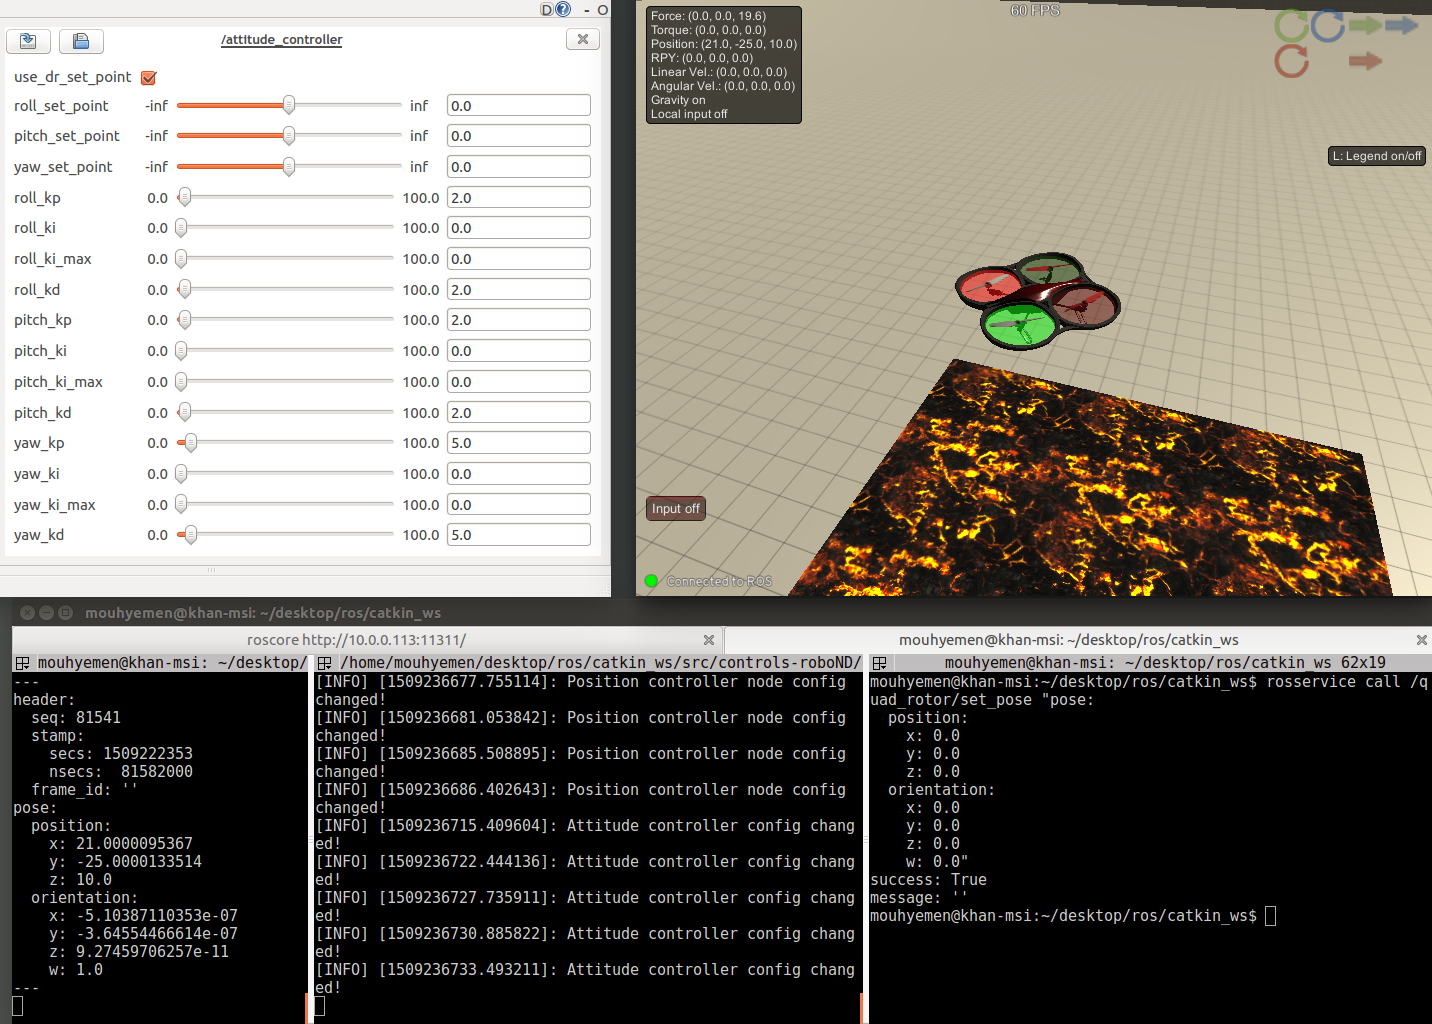 D ? - O
/attitude_controller
use_dr_set_point
roll_set_point -inf inf 0.0
pitch_set_point -inf inf 0.0
yaw_set_point -inf inf 0.0
roll_kp 0.0 100.0 2.0
roll_ki 0.0 100.0 0.0
roll_ki_max 0.0 100.0 0.0
roll_kd 0.0 100.0 2.0
pitch_kp 0.0 100.0 2.0
pitch_ki 0.0 100.0 0.0
pitch_ki_max 0.0 100.0 0.0
pitch_kd 0.0 100.0 2.0
yaw_kp 0.0 100.0 5.0
yaw_ki 0.0 100.0 0.0
yaw_ki_max 0.0 100.0 0.0
yaw_kd 0.0 100.0 5.0
Force: (0.0, 0.0, 19.6)
Torque: (0.0, 0.0, 0.0)
Position: (21.0, -25.0, 10.0)
RPY: (0.0, 0.0, 0.0)
Linear Vel.: (0.0, 0.0, 0.0)
Angular Vel.: (0.0, 0.0, 0.0)
Gravity on
Local input off
60 FPS
L: Legend on/off
Input off
Connected to ROS
mouhyemen@khan-msi: ~/desktop/ros/catkin_ws
roscore http://10.0.0.113:11311/
mouhyemen@khan-msi: ~/desktop/ros/catkin_ws
mouhyemen@khan-msi: ~/desktop/
---
header:
seq: 81541
stamp:
secs: 1509222353
nsecs:  81582000
frame_id: ''
pose:
position:
x: 21.0000095367
y: -25.0000133514
z: 10.0
orientation:
x: -5.10387110353e-07
y: -3.64554466614e-07
z: 9.27459706257e-11
w: 1.0
---
/home/mouhyemen/desktop/ros/catkin_ws/src/controls-roboND/
[INFO] [1509236677.755114]: Position controller node config
changed!
[INFO] [1509236681.053842]: Position controller node config
changed!
[INFO] [1509236685.508895]: Position controller node config
changed!
[INFO] [1509236686.402643]: Position controller node config
changed!
[INFO] [1509236715.409604]: Attitude controller config chang
ed!
[INFO] [1509236722.444136]: Attitude controller config chang
ed!
[INFO] [1509236727.735911]: Attitude controller config chang
ed!
[INFO] [1509236730.885822]: Attitude controller config chang
ed!
[INFO] [1509236733.493211]: Attitude controller config chang
ed!
mouhyemen@khan-msi: ~/desktop/ros/catkin_ws 62x19
mouhyemen@khan-msi:~/desktop/ros/catkin_ws$ rosservice call /q
uad_rotor/set_pose "pose:
position:
x: 0.0
y: 0.0
z: 0.0
orientation:
x: 0.0
y: 0.0
z: 0.0
w: 0.0"
success: True
message: ''
mouhyemen@khan-msi:~/desktop/ros/catkin_ws$